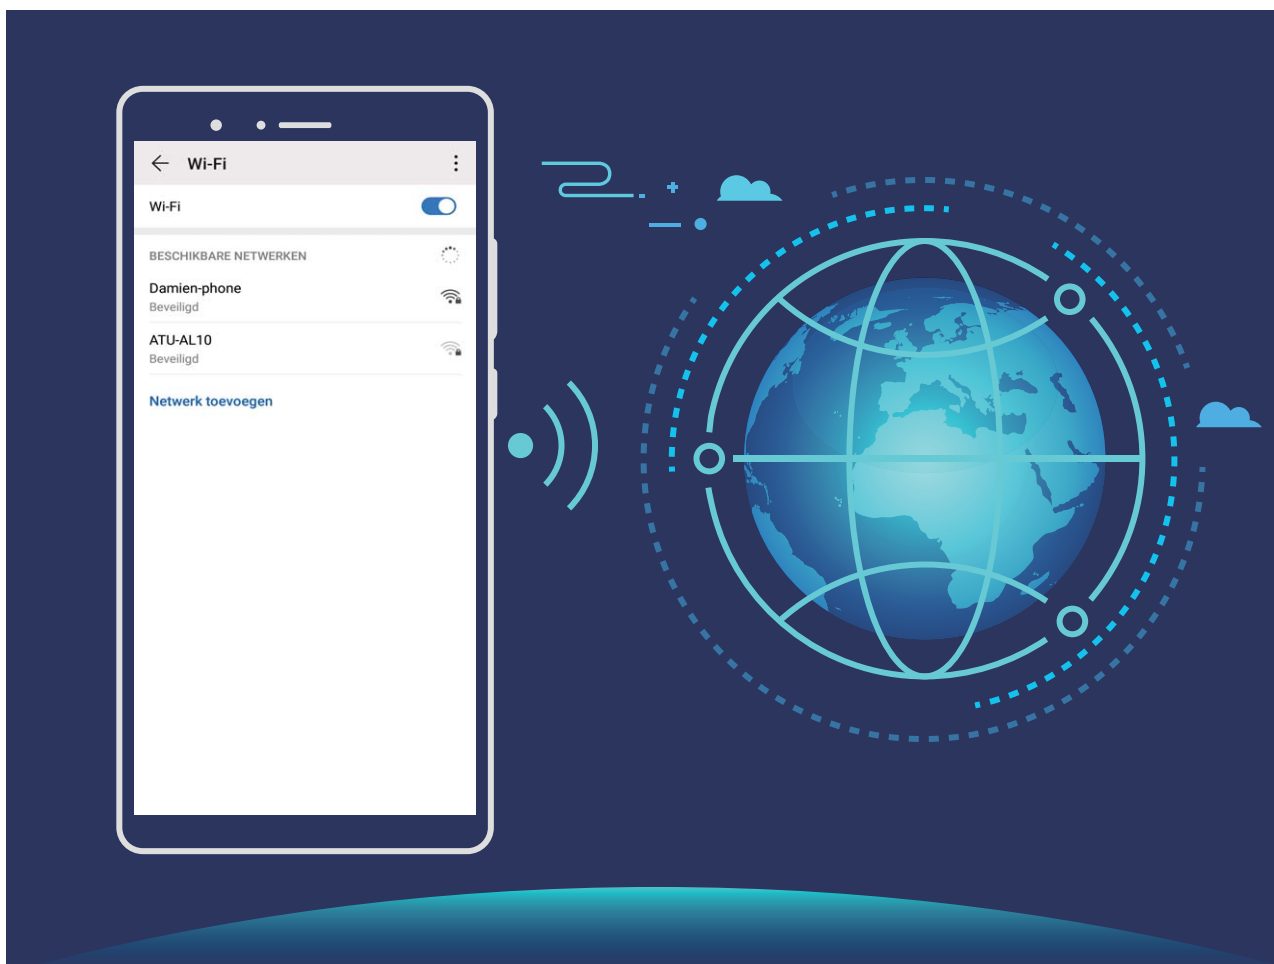 Wi-Fi
Wi-Fi
BESCHIKBARE NETWERKEN
Damien-phone
Beveiligd
ATU-AL10
Beveiligd
Netwerk toevoegen